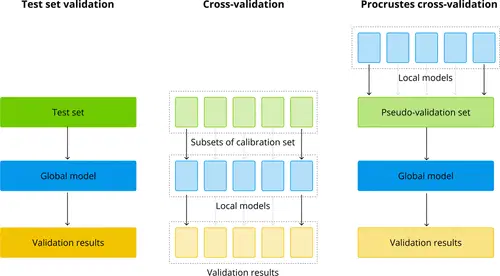 Test set validation
Cross-validation
Procrustes cross-validation
Local models
Test set
Pseudo-validation set
Subsets of calibration set
Global model
Global model
Local models
Validation results
Validation results
Validation results